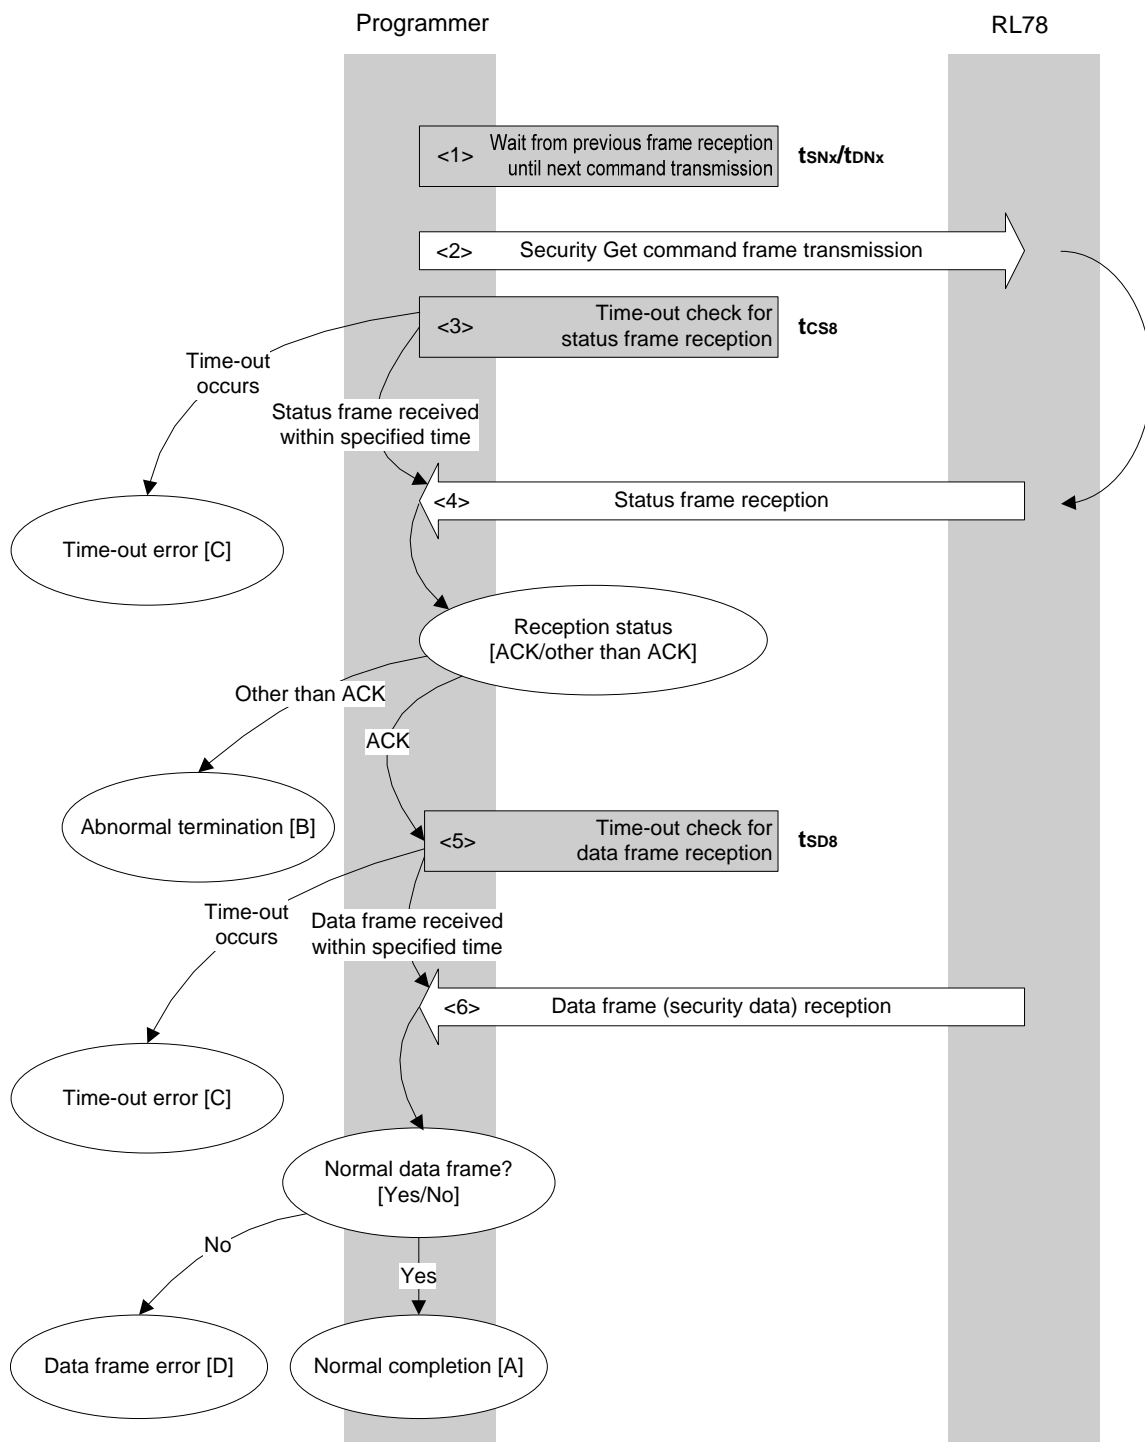 Programmer
RL78
<1>
Wait from previous frame reception
until next command transmission
tSNx/tDNx
<2>
Security Get command frame transmission
<3>
Time-out check for
status frame reception
tCS8
Time-out
occurs
Status frame received
within specified time
<4>
Status frame reception
Time-out error [C]
Reception status
[ACK/other than ACK]
Other than ACK
ACK
Abnormal termination [B]
<5>
Time-out check for
data frame reception
tSD8
Time-out
occurs
Data frame received
within specified time
<6>
Data frame (security data) reception
Time-out error [C]
Normal data frame?
[Yes/No]
No
Yes
Data frame error [D]
Normal completion [A]